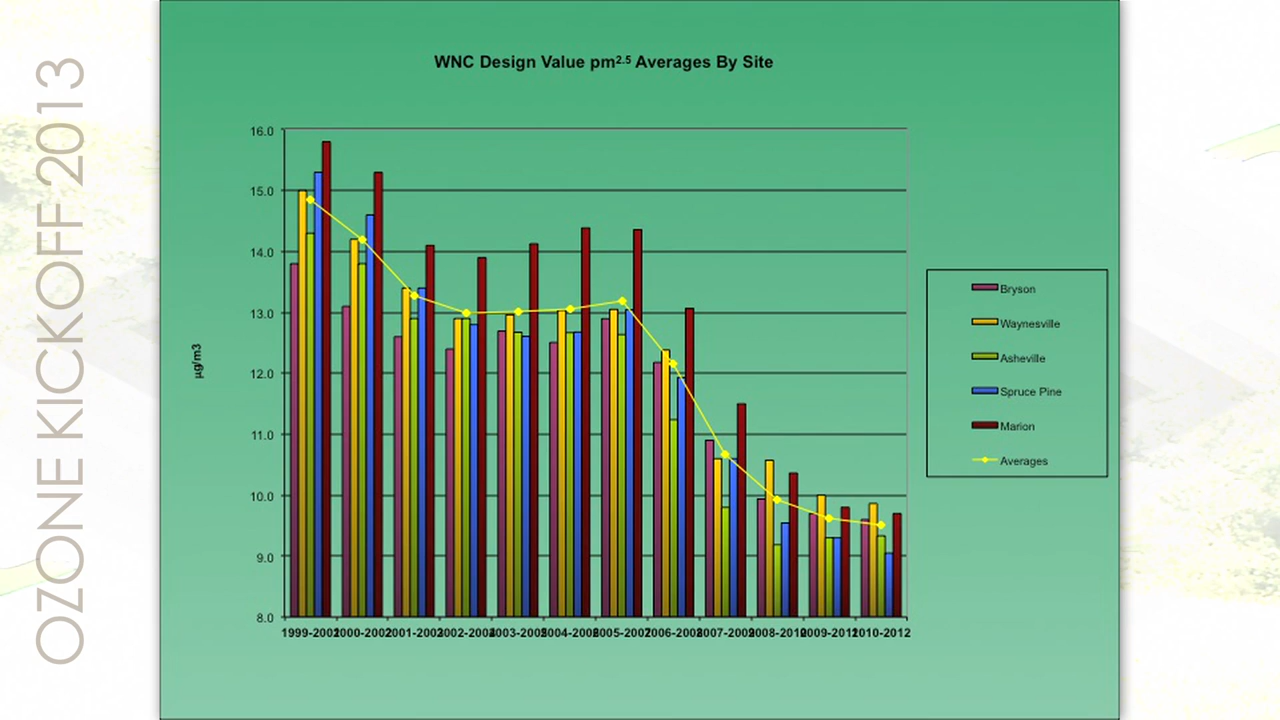 OZONE KICKOFF 2013
WNC Design Value pm2.5 Averages By Site
16.0
15.0
14.0
13.0
12.0
11.0
10.0
9.0
8.0
µg/m3
1999-2001 2000-2002 2001-2003 2002-2004 2003-2005 2004-2006 2005-2007 2006-2008 2007-2009 2008-2010 2009-2011 2010-2012
Bryson
Waynesville
Asheville
Spruce Pine
Marion
Averages